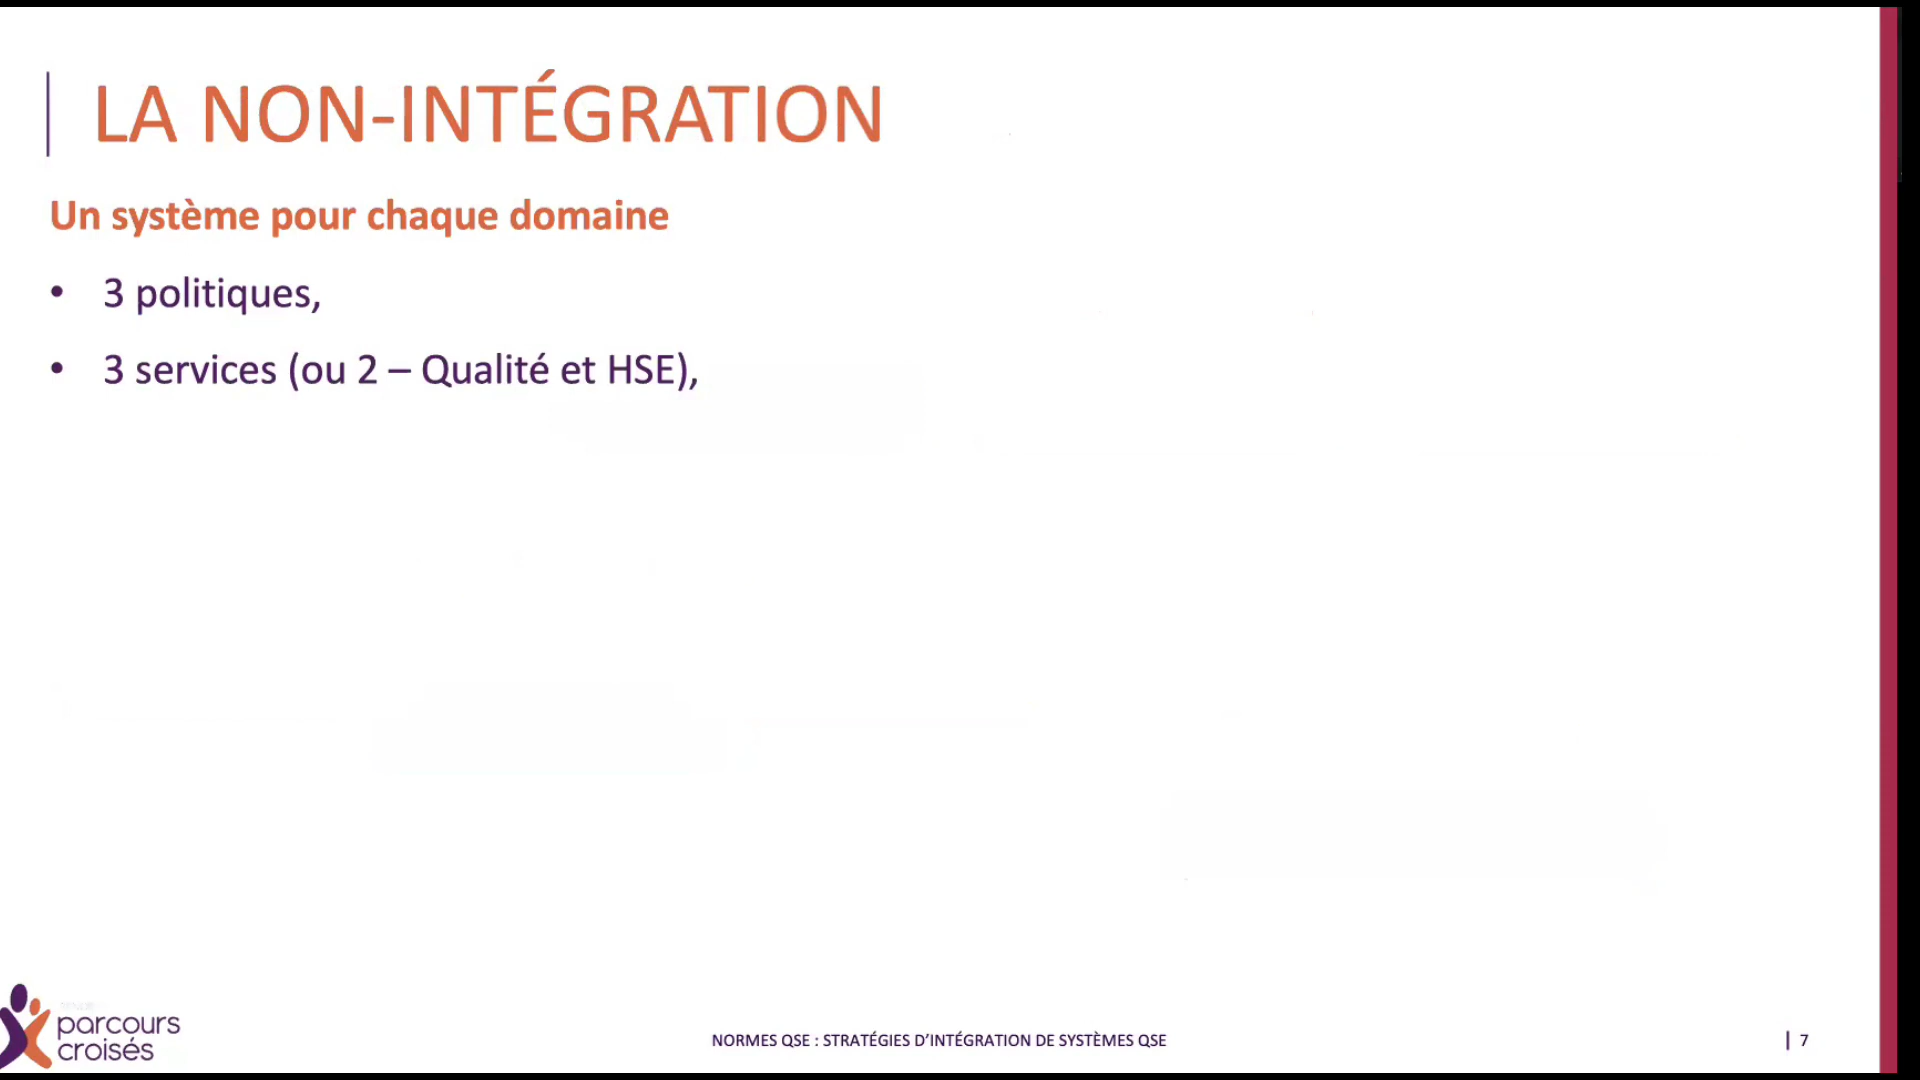 LA NON-INTÉGRATION
Un système pour chaque domaine
• 3 politiques,
• 3 services (ou 2 – Qualité et HSE),
parcours
croisés
NORMES QSE : STRATÉGIES D’INTÉGRATION DE SYSTÈMES QSE
| 7